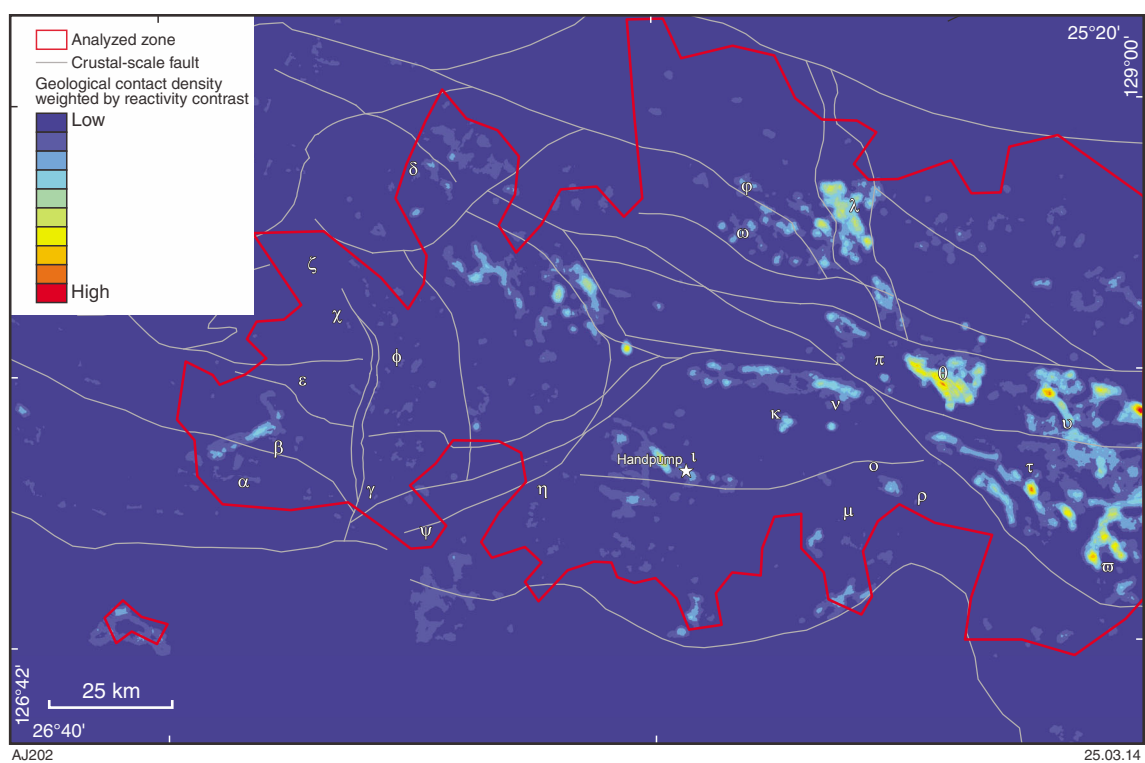 Analyzed zone
Crustal-scale fault
Geological contact density
weighted by reactivity contrast
Low
High
25°20'
129°00'
δ
φ
λ
ω
ζ
χ
ϕ
π
θ
ε
κ
ν
υ
β
Handpump
ι
ο
τ
α
γ
η
ρ
μ
ψ
ϖ
126°42'
25 km
26°40'
AJ202
25.03.14